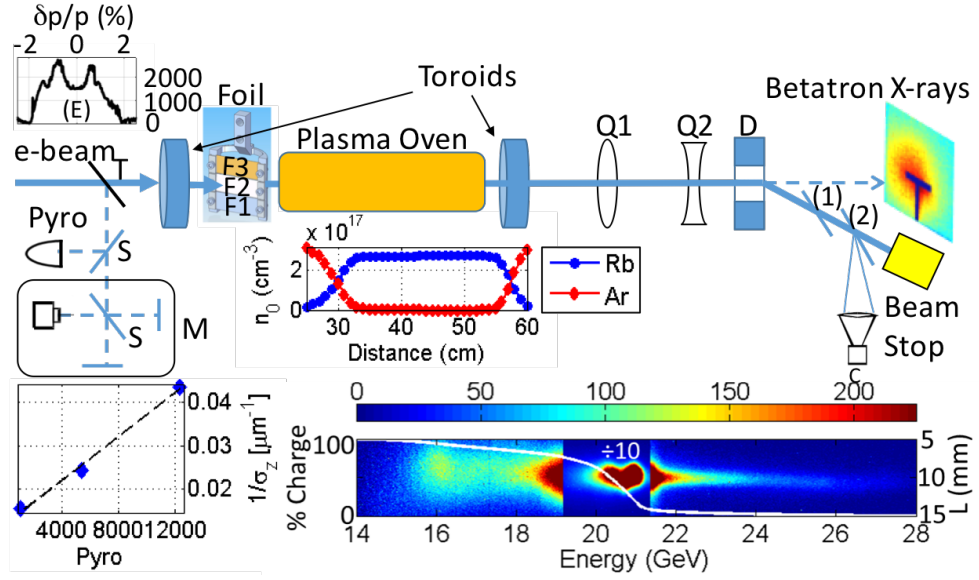 δp/p (%)
-2 0 2
2000
1000
0
(E)
Foil
Toroids
Betatron X-rays
e-beam
T
F3
F2
F1
Plasma Oven
Q1
Q2
D
(1)
(2)
Pyro
S
S
M
x 10^17
n_0 (cm^-3)
2
0
30 40 50 60
Distance (cm)
Rb
Ar
Beam
Stop
C
0.04
0.03
0.02
1/σ_Z [μm^-1]
4000 8000 12000
Pyro
0 50 100 150 200
% Charge
100
0
÷10
5
10
15
L (mm)
14 16 18 20 22 24 26 28
Energy (GeV)